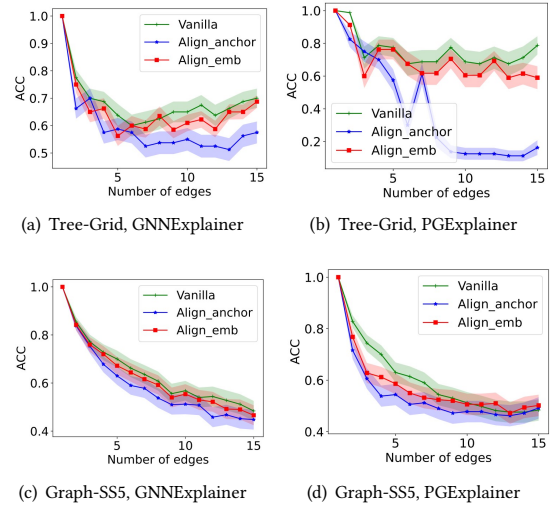 1.0
0.9
0.8
0.7
0.6
0.5
ACC
Vanilla
Align_anchor
Align_emb
5
10
15
Number of edges
(a) Tree-Grid, GNNExplainer
1.0
0.8
0.6
0.4
0.2
ACC
Vanilla
Align_anchor
Align_emb
5
10
15
Number of edges
(b) Tree-Grid, PGExplainer
1.0
0.8
0.6
0.4
ACC
Vanilla
Align_anchor
Align_emb
5
10
15
Number of edges
(c) Graph-SS5, GNNExplainer
1.0
0.8
0.6
0.4
ACC
Vanilla
Align_anchor
Align_emb
5
10
15
Number of edges
(d) Graph-SS5, PGExplainer